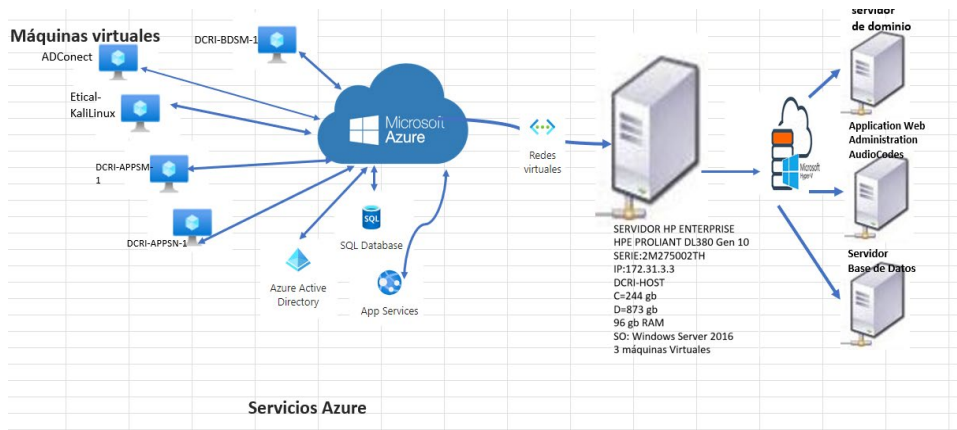 Máquinas virtuales
ADConect
DCRI-BDSM-1
Etical-
KaliLinux
DCRI-APPSM-
1
DCRI-APPSN-1
Microsoft
Azure
SQL
SQL Database
Azure Active
Directory
App Services
Redes
virtuales
SERVIDOR HP ENTERPRISE
HPE PROLIANT DL380 Gen 10
SERIE:2M275002TH
IP:172.31.3.3
DCRI-HOST
C=244 gb
D=873 gb
96 gb RAM
SO: Windows Server 2016
3 máquinas Virtuales
Microsoft
Hyper-V
servidor
de dominio
Application Web
Administration
AudioCodes
Servidor
Base de Datos
Servicios Azure